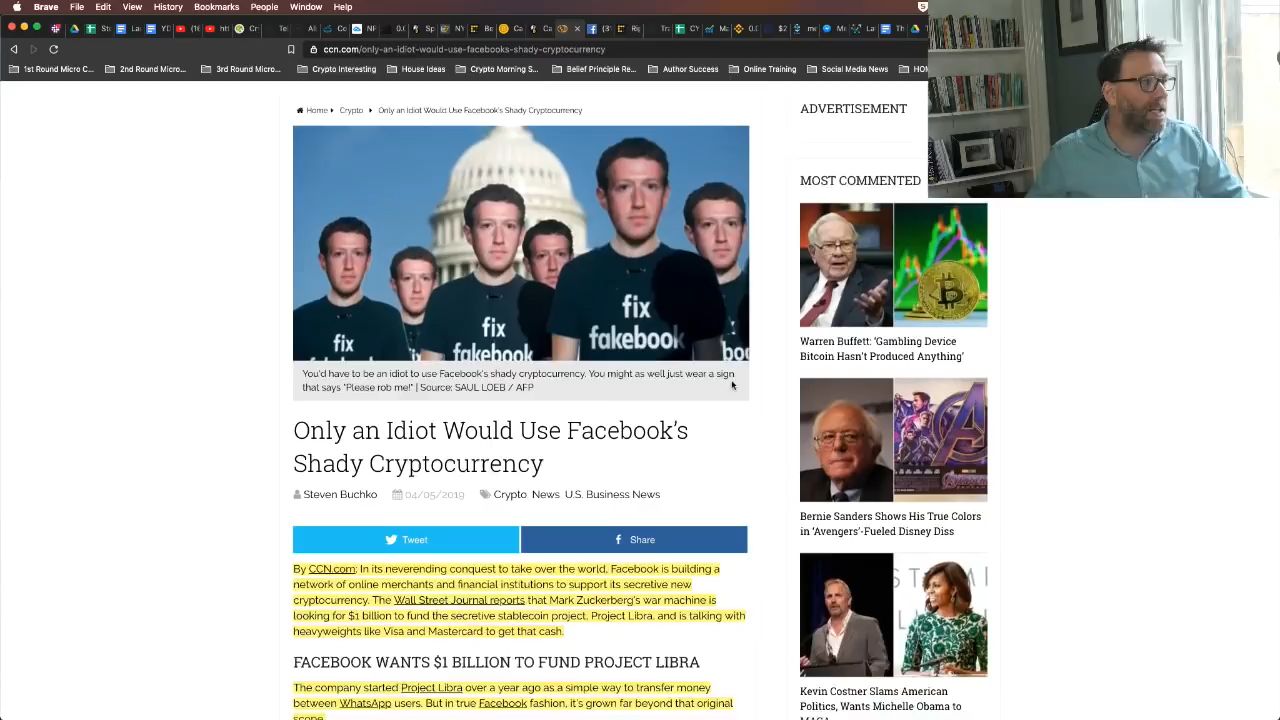 Brave File Edit View History Bookmarks People Window Help
ccn.com/only-an-idiot-would-use-facebooks-shady-cryptocurrency
1st Round Micro C... 2nd Round Micro... 3rd Round Micro... Crypto Interesting House Ideas Crypto Morning S... Belief Principle Re... Author Success Online Training Social Media News
Home Crypto Only an Idiot Would Use Facebook's Shady Cryptocurrency
fix
fix
fakebook
fix
fakebook
You'd have to be an idiot to use Facebook's shady cryptocurrency. You might as well just wear a sign
that says "Please rob me!" | Source: SAUL LOEB / AFP
Only an Idiot Would Use Facebook's
Shady Cryptocurrency
Steven Buchko 04/05/2019 Crypto, News, U.S. Business News
Tweet Share
By CCN.com: In its neverending conquest to take over the world, Facebook is building a
network of online merchants and financial institutions to support its secretive new
cryptocurrency. The Wall Street Journal reports that Mark Zuckerberg's war machine is
looking for $1 billion to fund the secretive stablecoin project, Project Libra, and is talking with
heavyweights like Visa and Mastercard to get that cash.
FACEBOOK WANTS $1 BILLION TO FUND PROJECT LIBRA
The company started Project Libra over a year ago as a simple way to transfer money
between WhatsApp users. But in true Facebook fashion, it's grown far beyond that original
scope.
ADVERTISEMENT
MOST COMMENTED
Warren Buffett: 'Gambling Device
Bitcoin Hasn't Produced Anything'
Bernie Sanders Shows His True Colors
in 'Avengers'-Fueled Disney Diss
Kevin Costner Slams American
Politics, Wants Michelle Obama to
MAGA